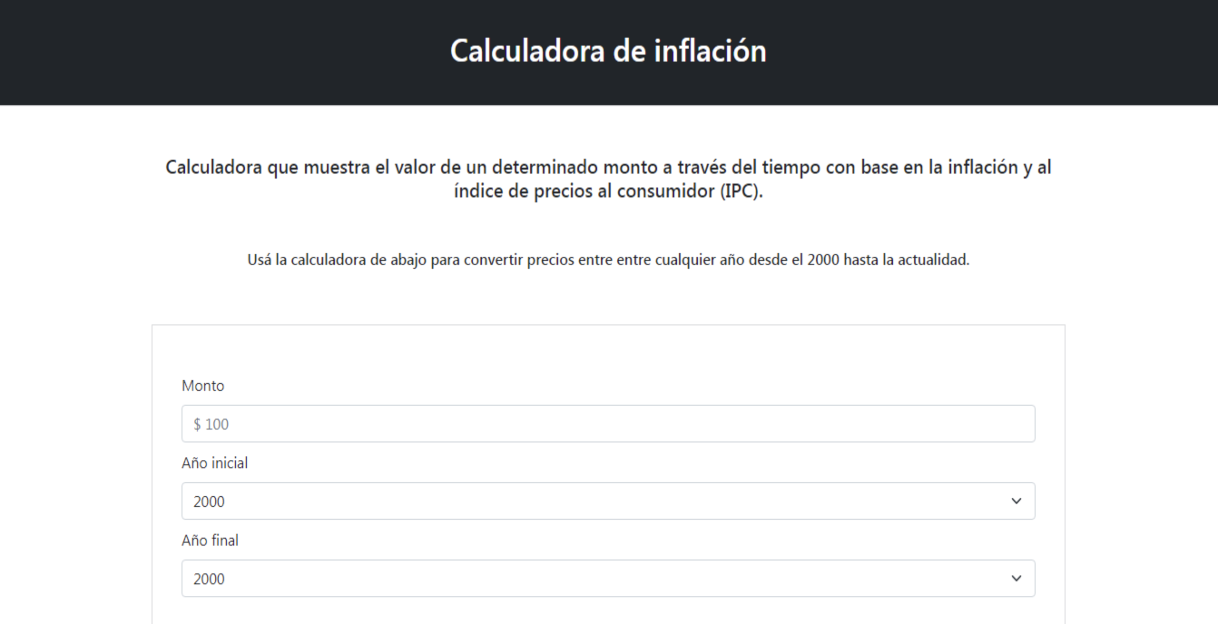 Calculadora de inflación
Calculadora que muestra el valor de un determinado monto a través del tiempo con base en la inflación y al
índice de precios al consumidor (IPC).
Usá la calculadora de abajo para convertir precios entre entre cualquier año desde el 2000 hasta la actualidad.
Monto
$ 100
Año inicial
2000
Año final
2000